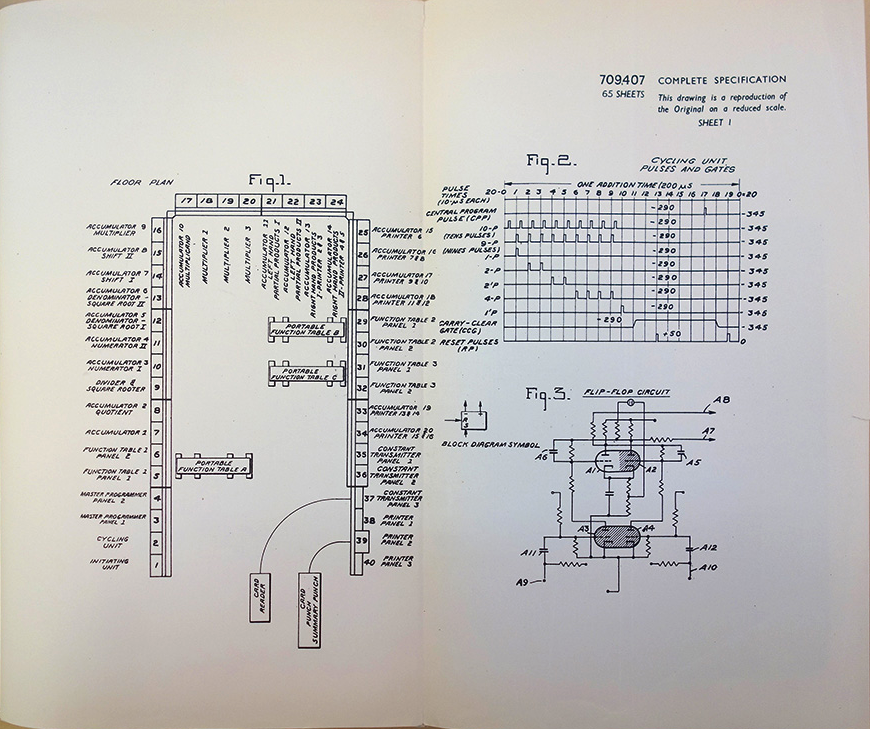 709,407 COMPLETE SPECIFICATION
65 SHEETS
This drawing is a reproduction of
the Original on a reduced scale.
SHEET 1
FLOOR PLAN
Fig.1.
17 18 19 20 21 22 23 24
ACCUMULATOR 10
MULTIPLICAND
MULTIPLIER 1
MULTIPLIER 2
MULTIPLIER 3
ACCUMULATOR 11
LEFT HAND
PARTIAL PRODUCTS I
ACCUMULATOR 12
LEFT HAND
PARTIAL PRODUCTS II
ACCUMULATOR 13
RIGHT HAND PRODUCTS
ACCUMULATOR 14
RIGHT HAND PRODUCTS
II-PRINTER 4 & 5
ACCUMULATOR 9
MULTIPLIER
16
ACCUMULATOR 8
SHIFT II
15
ACCUMULATOR 7
SHIFT I
14
ACCUMULATOR 6
DENOMINATOR -
SQUARE ROOT II
13
ACCUMULATOR 5
DENOMINATOR -
SQUARE ROOT I
12
ACCUMULATOR 4
NUMERATOR II
11
ACCUMULATOR 3
NUMERATOR I
10
DIVIDER &
SQUARE ROOTER
9
ACCUMULATOR 2
QUOTIENT
8
ACCUMULATOR 1
7
FUNCTION TABLE 1
PANEL 2
6
FUNCTION TABLE 1
PANEL 1
5
MASTER PROGRAMMER
PANEL 2
4
MASTER PROGRAMMER
PANEL 1
3
CYCLING
UNIT
2
INITIATING
UNIT
1
PORTABLE
FUNCTION TABLE B
PORTABLE
FUNCTION TABLE C
PORTABLE
FUNCTION TABLE A
25
ACCUMULATOR 15
PRINTER 6
26
ACCUMULATOR 16
PRINTER 7 & 8
27
ACCUMULATOR 17
PRINTER 9 & 10
28
ACCUMULATOR 18
PRINTER 11 & 12
29
FUNCTION TABLE 2
PANEL 1
30
FUNCTION TABLE 2
PANEL 2
31
FUNCTION TABLE 3
PANEL 1
32
FUNCTION TABLE 3
PANEL 2
33
ACCUMULATOR 19
PRINTER 13 & 14
34
ACCUMULATOR 20
PRINTER 15 & 16
35
CONSTANT
TRANSMITTER
PANEL 1
36
CONSTANT
TRANSMITTER
PANEL 2
37
CONSTANT
TRANSMITTER
PANEL 3
38
PRINTER
PANEL 1
39
PRINTER
PANEL 2
40
PRINTER
PANEL 3
CARD
READER
CARD
PUNCH
SUMMARY PUNCH
Fig.2.
CYCLING UNIT
PULSES AND GATES
ONE ADDITION TIME (200 μS
PULSE
TIMES
(10-μS EACH)
20-0 1 2 3 4 5 6 7 8 9 10 11 12 13 14 15 16 17 18 19 0=20
CENTRAL PROGRAM
PULSE (CPP)
-290
-345
10-P
(TENS PULSES)
-290
-345
9-P
(NINES PULSES)
-290
-345
1-P
-290
-345
2-P
-290
-345
2'P
-290
-345
4-P
-290
-345
1'P
-290
-345
CARRY-CLEAR
GATE (CCG)
-290
-345
RESET PULSES
(RP)
+50
0
Fig.3.
FLIP-FLOP CIRCUIT
BLOCK DIAGRAM SYMBOL
A8
A7
A6
A1
A2
A5
A3
A4
A11
A12
A9
A10